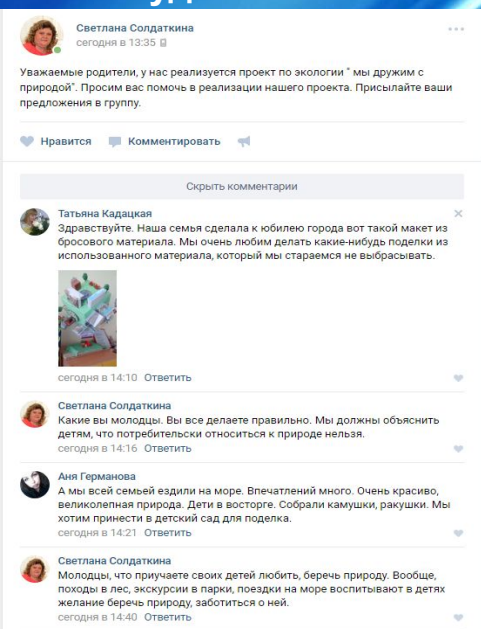 Светлана Солдаткина
сегодня в 13:35
Уважаемые родители, у нас реализуется проект по экологии " мы дружим с
природой". Просим вас помочь в реализации нашего проекта. Присылайте ваши
предложения в группу.
Нравится Комментировать
Скрыть комментарии
Татьяна Кадацкая
Здравствуйте. Наша семья сделала к юбилею города вот такой макет из
бросового материала. Мы очень любим делать какие-нибудь поделки из
использованного материала, который мы стараемся не выбрасывать.
сегодня в 14:10 Ответить
Светлана Солдаткина
Какие вы молодцы. Вы все делаете правильно. Мы должны объяснить
детям, что потребительски относиться к природе нельзя.
сегодня в 14:16 Ответить
Аня Германова
А мы всей семьей ездили на море. Впечатлений много. Очень красиво,
великолепная природа. Дети в восторге. Собрали камушки, ракушки. Мы
хотим принести в детский сад для поделка.
сегодня в 14:21 Ответить
Светлана Солдаткина
Молодцы, что приучаете своих детей любить, беречь природу. Вообще,
походы в лес, экскурсии в парки, поездки на море воспитывают в детях
желание беречь природу, заботиться о ней.
сегодня в 14:40 Ответить